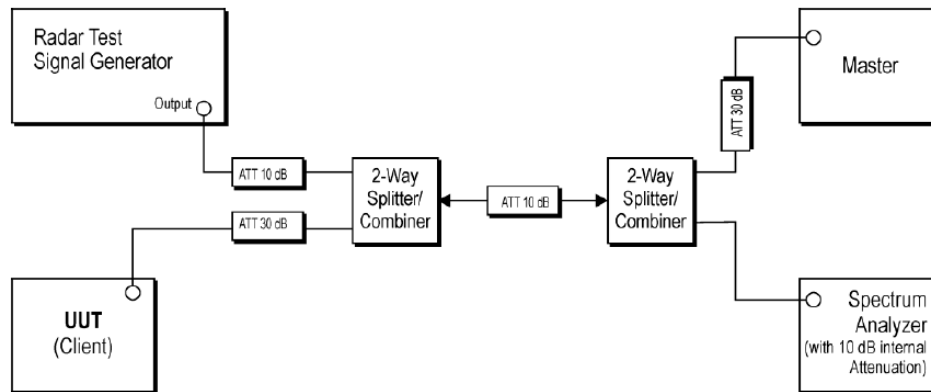 Radar Test
Signal Generator
Output
ATT 10 dB
ATT 30 dB
2-Way
Splitter/
Combiner
ATT 10 dB
2-Way
Splitter/
Combiner
ATT 30 dB
Master
UUT
(Client)
Spectrum
Analyzer
(with 10 dB internal
Attenuation)